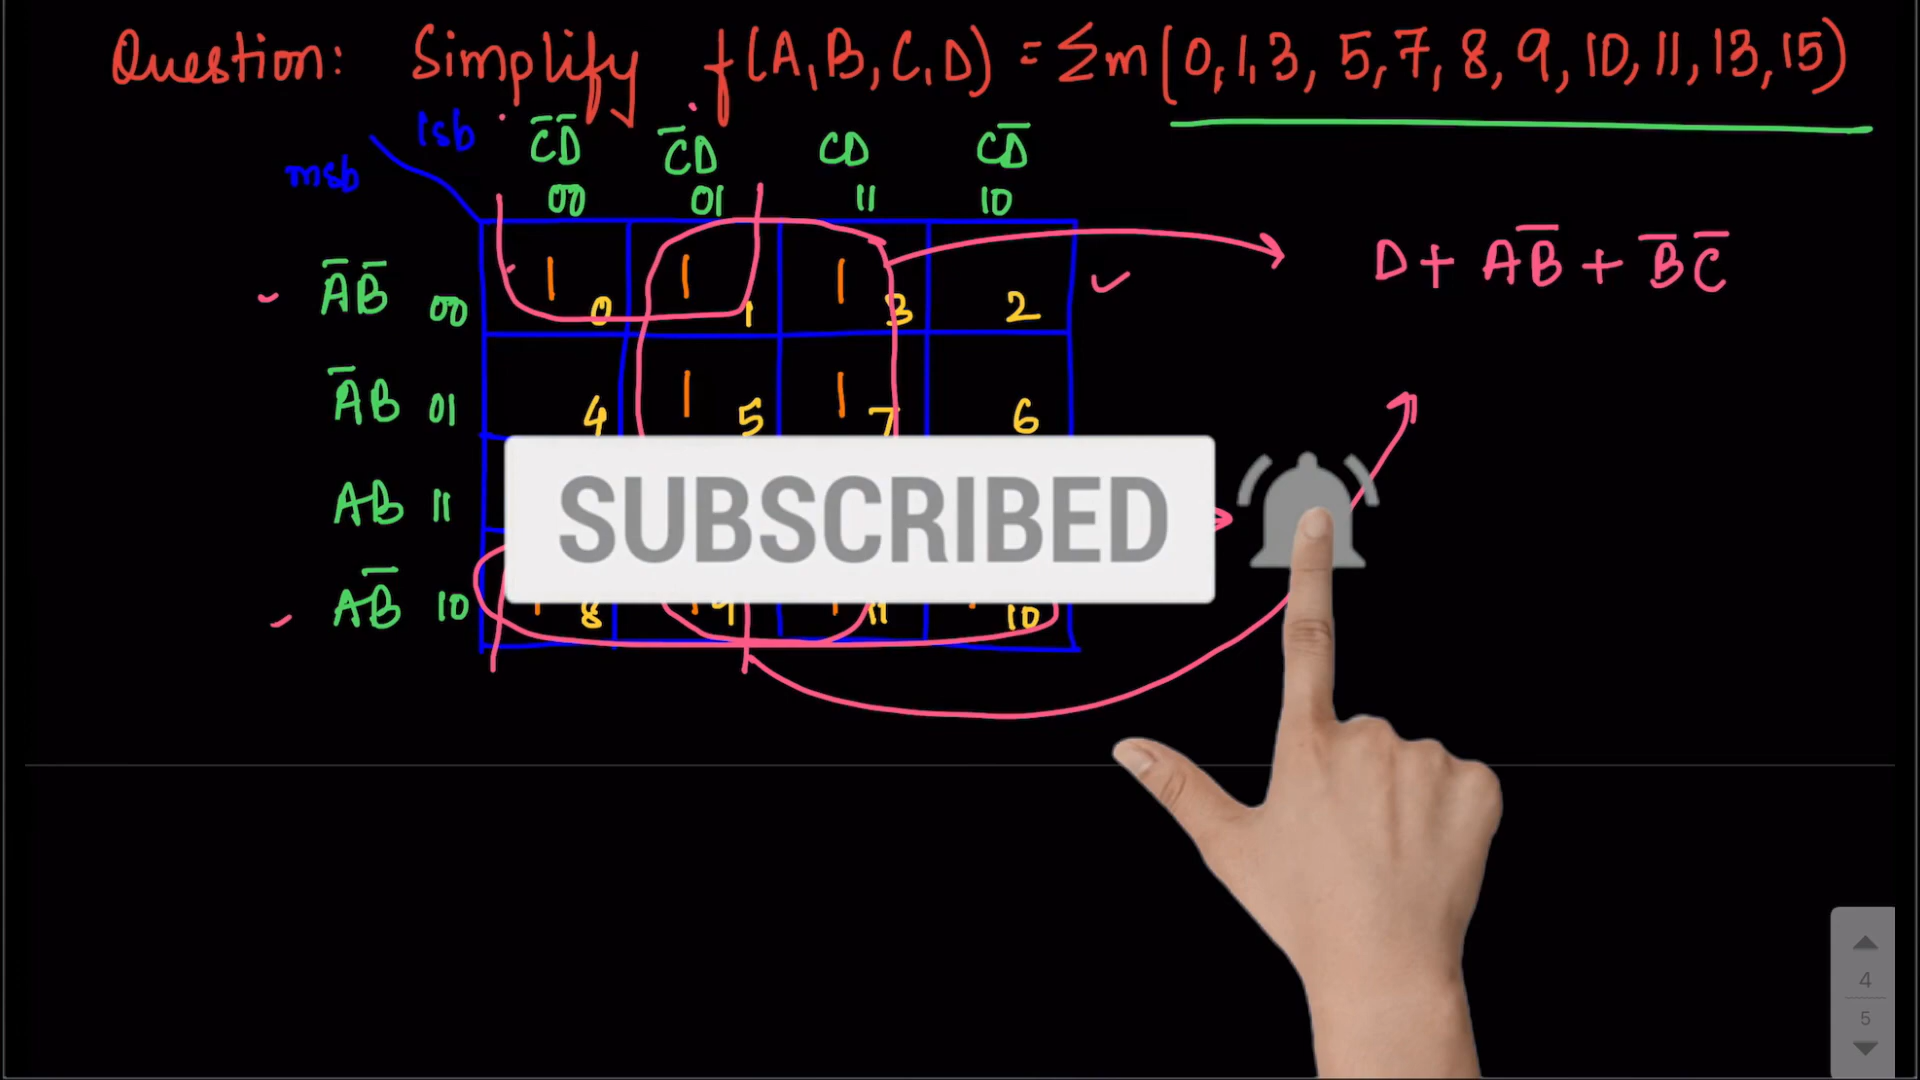 Question: Simplify f(A,B,C,D) = Σm(0,1,3,5,7,8,9,10,11,13,15)
lsb
msb
C̅D̅ C̅D CD CD̅
00 01 11 10
A̅B̅ 00 1 0 1 1 1 3 2
D + AB̅ + B̅C̅
A̅B 01 4 1 5 1 7 6
AB 11
SUBSCRIBED
AB̅ 10 8 9 11 10
4
5